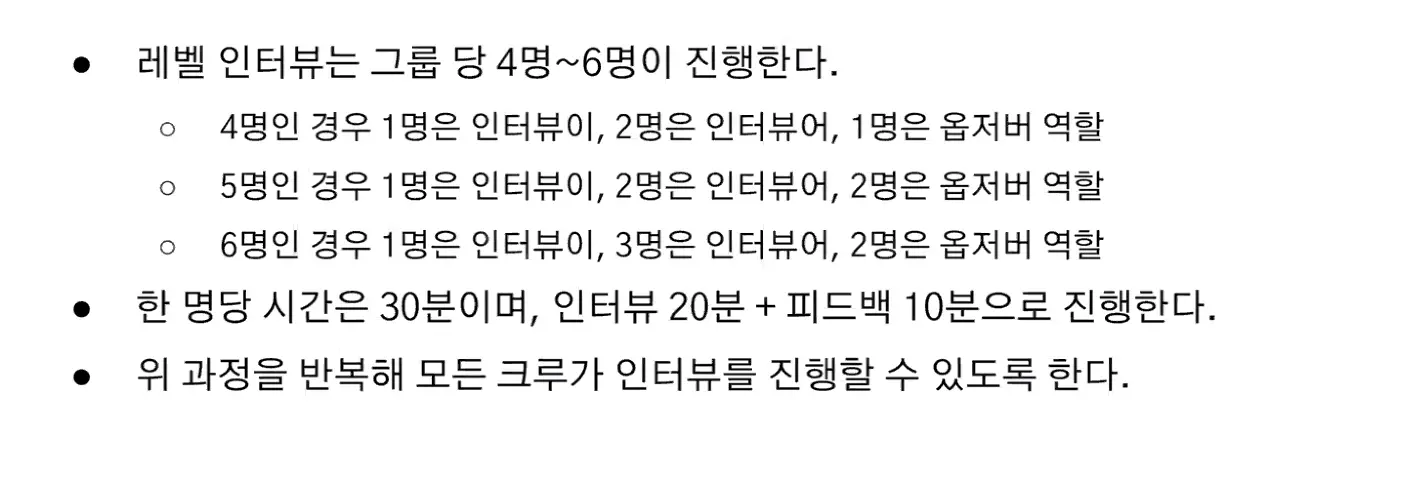 ● 레벨 인터뷰는 그룹 당 4명~6명이 진행한다.
○ 4명인 경우 1명은 인터뷰이, 2명은 인터뷰어, 1명은 옵저버 역할
○ 5명인 경우 1명은 인터뷰이, 2명은 인터뷰어, 2명은 옵저버 역할
○ 6명인 경우 1명은 인터뷰이, 3명은 인터뷰어, 2명은 옵저버 역할
● 한 명당 시간은 30분이며, 인터뷰 20분 + 피드백 10분으로 진행한다.
● 위 과정을 반복해 모든 크루가 인터뷰를 진행할 수 있도록 한다.